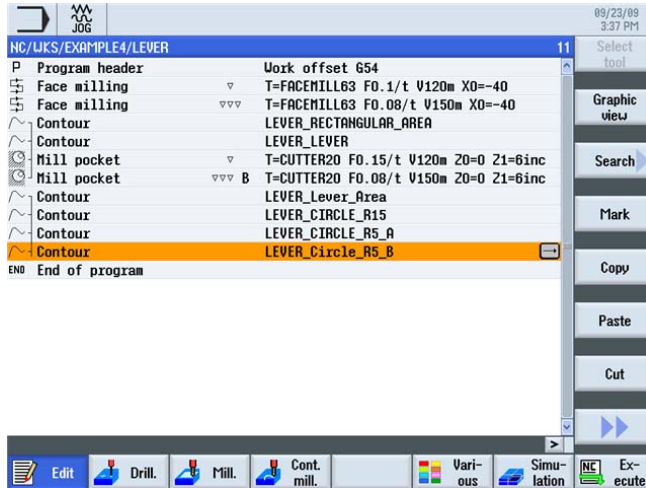 JOG
09/23/09
3:37 PM
NC/WKS/EXAMPLE4/LEVER 11
Select tool
P Program header Work offset G54
Face milling ▽ T=FACEMILL63 F0.1/t V120m X0=-40
Face milling ▽▽▽ T=FACEMILL63 F0.08/t V150m X0=-40
Contour LEVER_RECTANGULAR_AREA
Contour LEVER_LEVER
Mill pocket ▽ T=CUTTER20 F0.15/t V120m Z0=0 Z1=6inc
Mill pocket ▽▽▽ B T=CUTTER20 F0.08/t V150m Z0=0 Z1=6inc
Contour LEVER_Lever_Area
Contour LEVER_CIRCLE_R15
Contour LEVER_CIRCLE_R5_A
Contour LEVER_Circle_R5_B
END End of program
Graphic view
Search
Mark
Copy
Paste
Cut
Edit
Drill.
Mill.
Cont. mill.
Vari- ous
Simu- lation
NC Ex- ecute